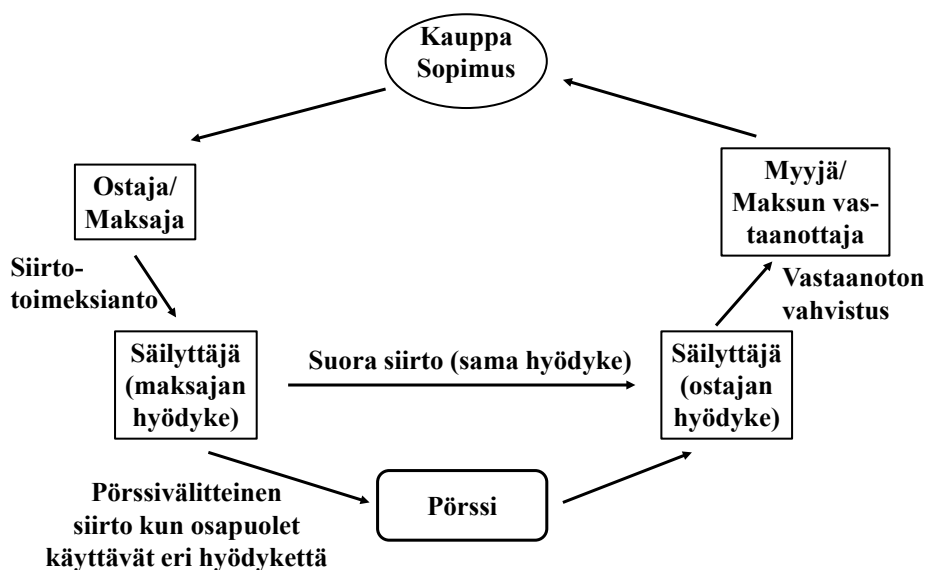 Kauppa
Sopimus
Ostaja/
Maksaja
Myyjä/
Maksun vas-
taanottaja
Siirto-
toimeksianto
Vastaanoton
vahvistus
Säilyttäjä
(maksajan
hyödyke)
Suora siirto (sama hyödyke)
Säilyttäjä
(ostajan
hyödyke)
Pörssivälitteinen
siirto kun osapuolet
käyttävät eri hyödykettä
Pörssi